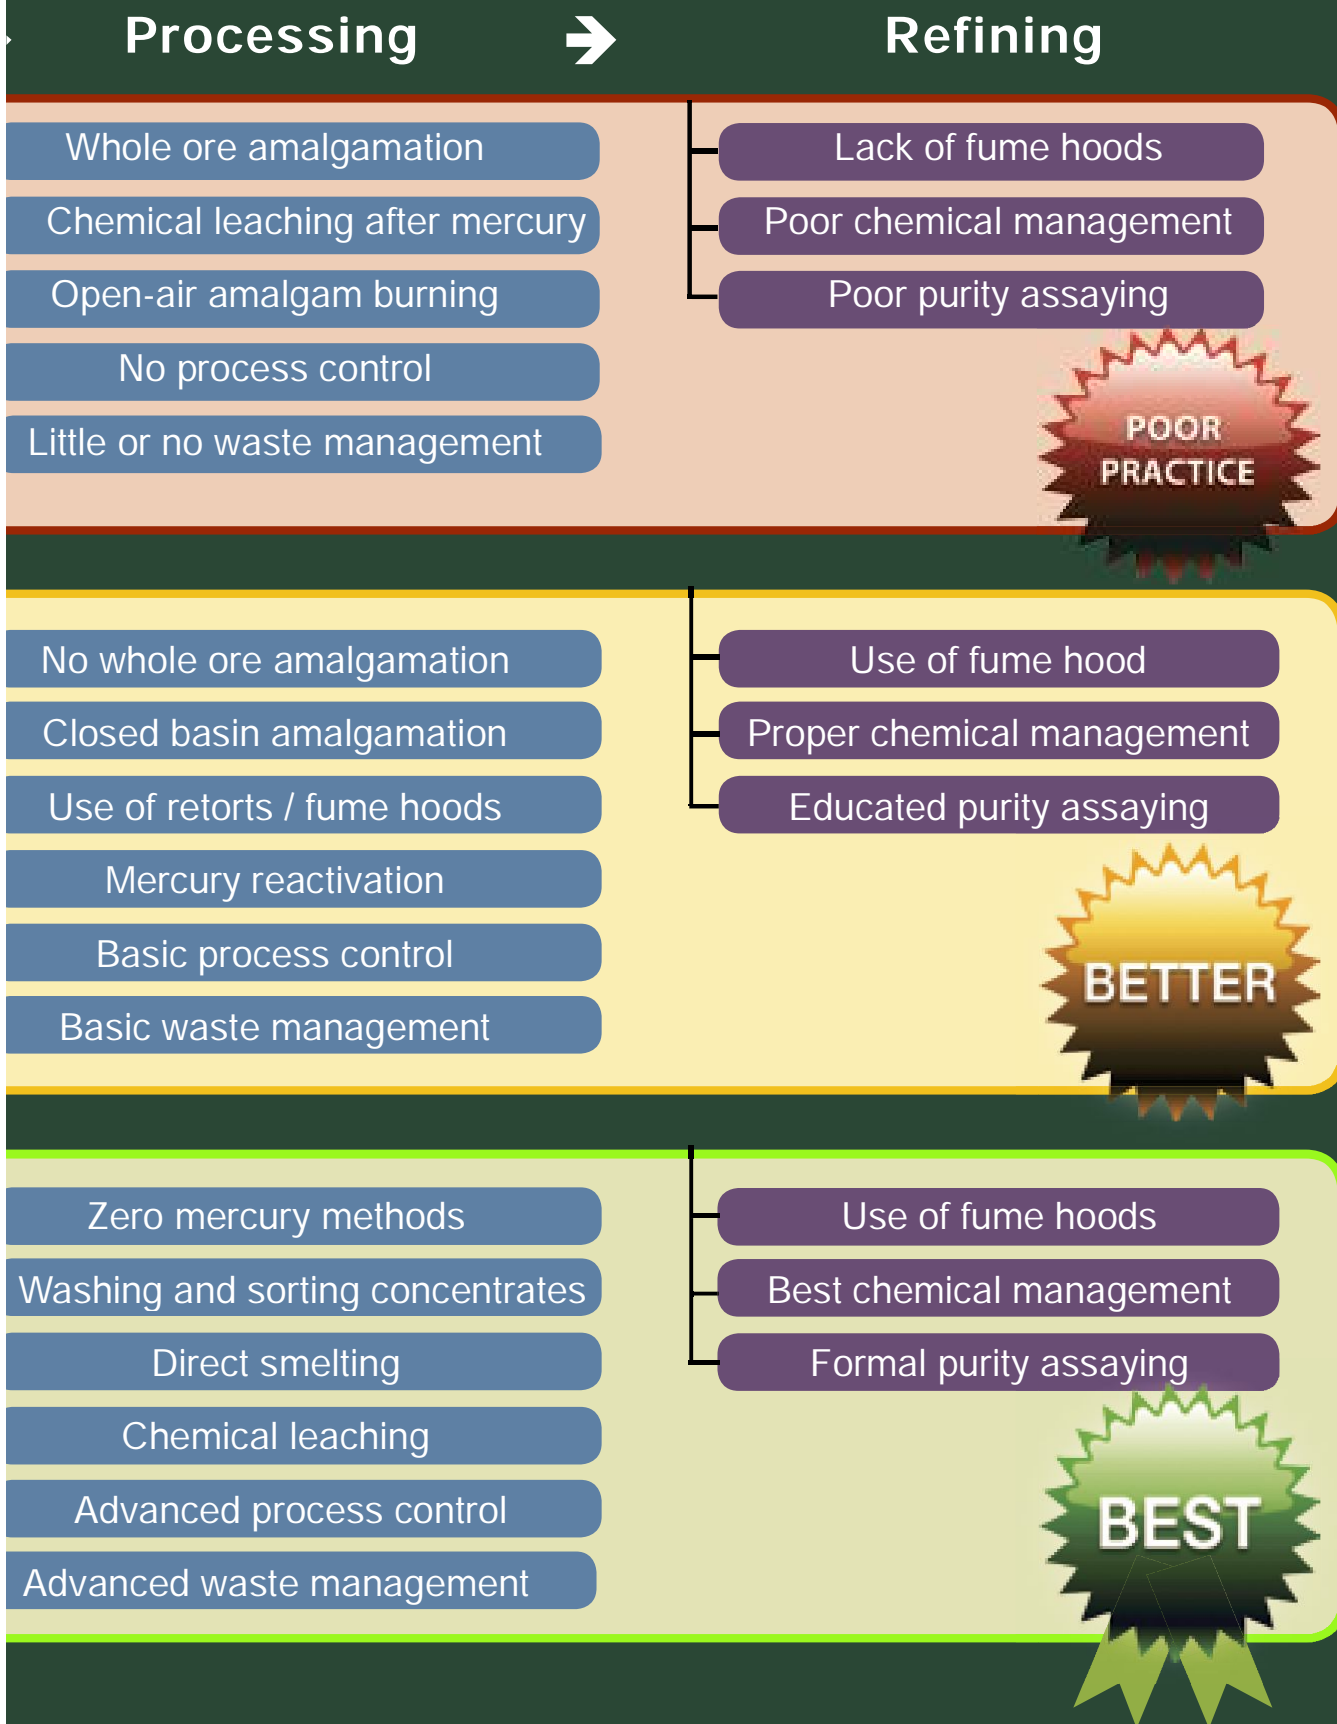 Processing
Refining
Whole ore amalgamation
Chemical leaching after mercury
Open-air amalgam burning
No process control
Little or no waste management
Lack of fume hoods
Poor chemical management
Poor purity assaying
POOR
PRACTICE
No whole ore amalgamation
Closed basin amalgamation
Use of retorts / fume hoods
Mercury reactivation
Basic process control
Basic waste management
Use of fume hood
Proper chemical management
Educated purity assaying
BETTER
Zero mercury methods
Washing and sorting concentrates
Direct smelting
Chemical leaching
Advanced process control
Advanced waste management
Use of fume hoods
Best chemical management
Formal purity assaying
BEST